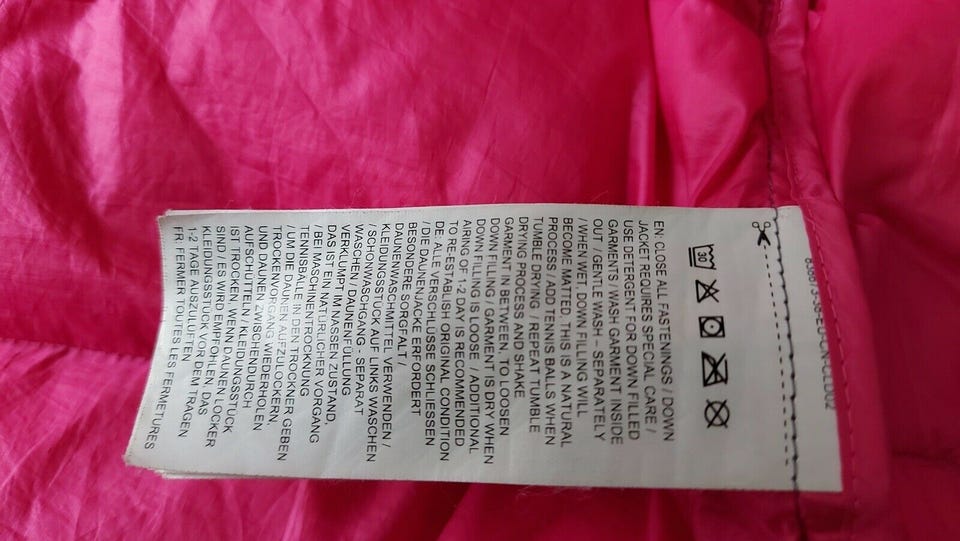 30
EN: CLOSE ALL FASTENINGS / DOWN
JACKET REQUIRES SPECIAL CARE /
USE DETERGENT FOR DOWN FILLED
GARMENTS / WASH GARMENT INSIDE
OUT / GENTLE WASH – SEPARATELY
/ WHEN WET, DOWN FILLING WILL
BECOME MATTED, THIS IS A NATURAL
PROCESS / ADD TENNIS BALLS WHEN
TUMBLE DRYING / REPEAT TUMBLE
DRYING PROCESS AND SHAKE
GARMENT IN BETWEEN, TO LOOSEN
DOWN FILLING / GARMENT IS DRY WHEN
DOWN FILLING IS LOOSE / ADDITIONAL
AIRING OF 1-2 DAY IS RECOMMENDED
TO RE-ESTABLISH ORIGINAL CONDITION
DE: ALLE VERSCHLÜSSE SCHLIESSEN
/ DIE DAUNENJACKE ERFORDERT
BESONDERE SORGFALT /
DAUNENWASCHMITTEL VERWENDEN /
KLEIDUNGSSTÜCK AUF LINKS WASCHEN
/ SCHONWASCHGANG - SEPARAT
WASCHEN / DAUNENFÜLLUNG
VERKLUMPT IM NASSEN ZUSTAND,
DAS IST EIN NATÜRLICHER VORGANG
/ BEI MASCHINENTROCKNUNG
TENNISBÄLLE IN DEN TROCKNER GEBEN
/ UM DIE DAUNEN AUFZULOCKERN
TROCKENVORGANG WIEDERHOLEN
UND DAUNEN ZWISCHENDURCH
AUFSCHÜTTELN / KLEIDUNGSSTÜCK
IST TROCKEN, WENN DAUNEN LOCKER
SIND / ES WIRD EMPFOHLEN, DAS
KLEIDUNGSSTÜCK VOR DEM TRAGEN
1-2 TAGE AUSZULÜFTEN
FR: FERMER TOUTES LES FERMETURES